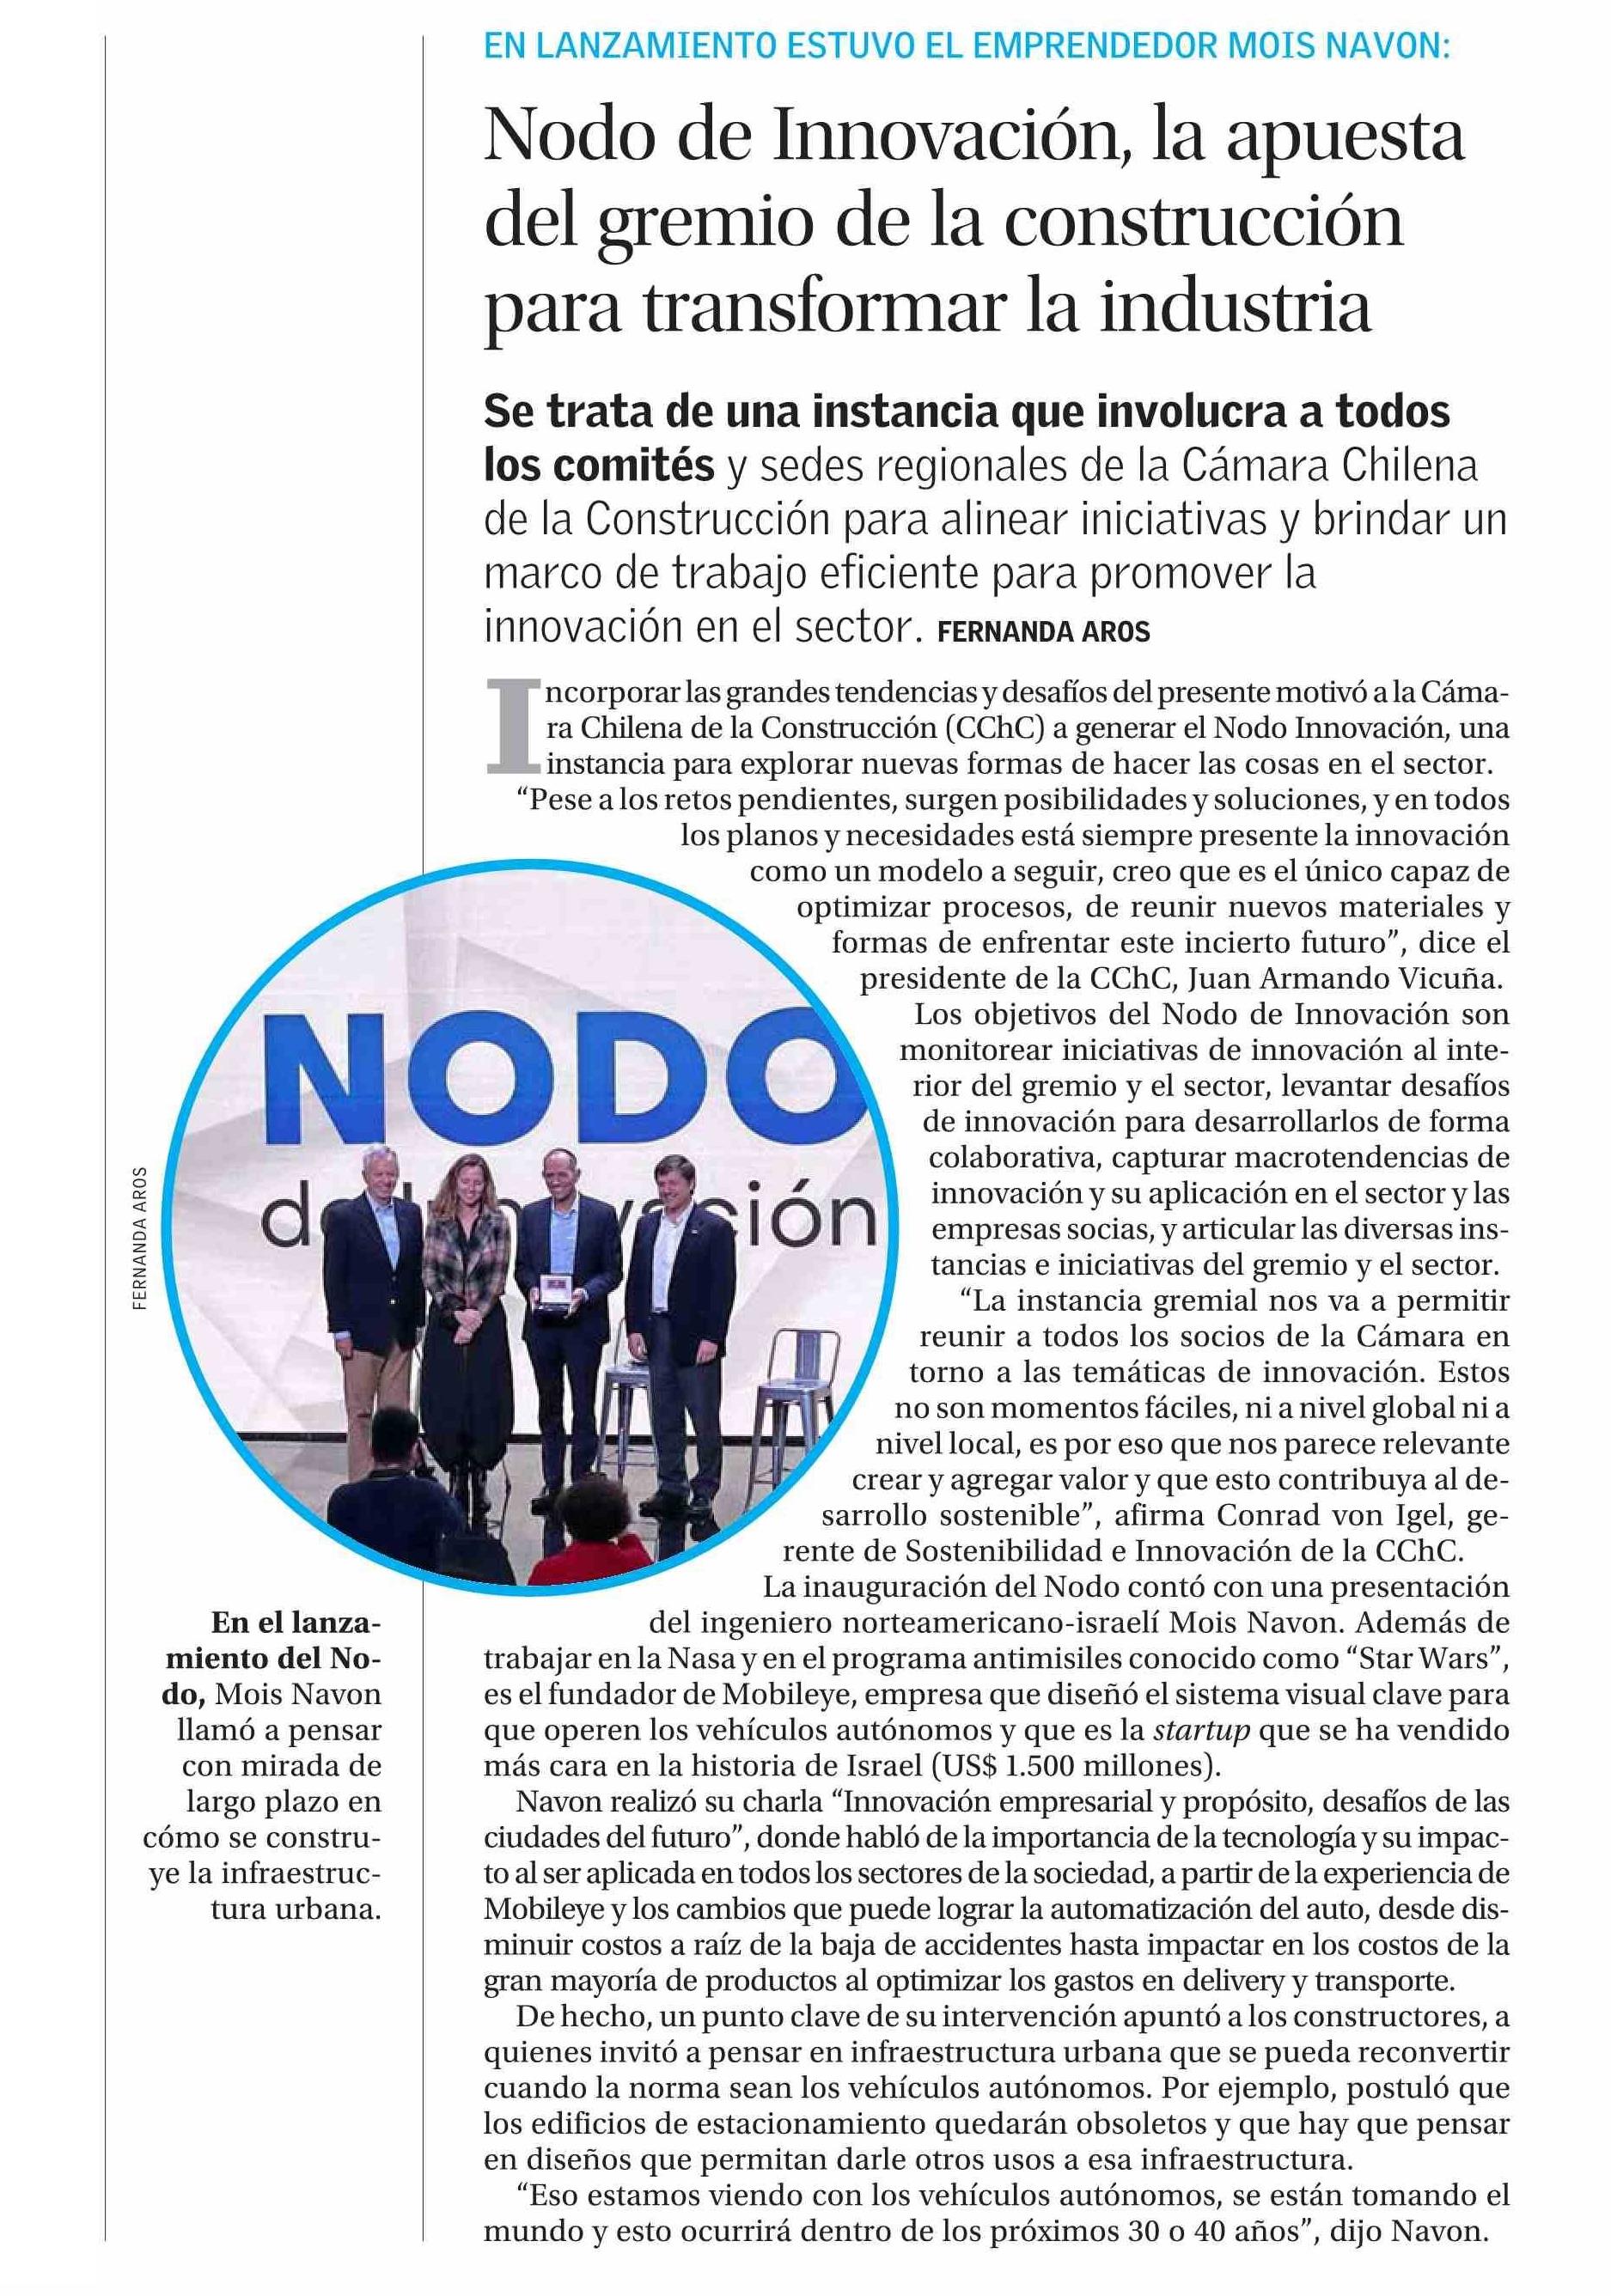 EN LANZAMIENTO ESTUVO EL EMPRENDEDOR MOIS NAVON:
Nodo de Innovación, la apuesta
del gremio de la construcción
para transformar la industria
Se trata de una instancia que involucra a todos
los comités y sedes regionales de la Cámara Chilena
de la Construcción para alinear iniciativas y brindar un
marco de trabajo eficiente para promover la
innovación en el sector. FERNANDA AROS
Incorporar las grandes tendencias y desafíos del presente motivó a la Cáma-
ra Chilena de la Construcción (CChC) a generar el Nodo Innovación, una
instancia para explorar nuevas formas de hacer las cosas en el sector.
“Pese a los retos pendientes, surgen posibilidades y soluciones, y en todos
los planos y necesidades está siempre presente la innovación
como un modelo a seguir, creo que es el único capaz de
optimizar procesos, de reunir nuevos materiales y
formas de enfrentar este incierto futuro”, dice el
presidente de la CChC, Juan Armando Vicuña.
Los objetivos del Nodo de Innovación son
monitorear iniciativas de innovación al inte-
rior del gremio y el sector, levantar desafíos
de innovación para desarrollarlos de forma
colaborativa, capturar macrotendencias de
innovación y su aplicación en el sector y las
empresas socias, y articular las diversas ins-
tancias e iniciativas del gremio y el sector.
“La instancia gremial nos va a permitir
reunir a todos los socios de la Cámara en
torno a las temáticas de innovación. Estos
no son momentos fáciles, ni a nivel global ni a
nivel local, es por eso que nos parece relevante
crear y agregar valor y que esto contribuya al de-
sarrollo sostenible”, afirma Conrad von Igel, ge-
rente de Sostenibilidad e Innovación de la CChC.
La inauguración del Nodo contó con una presentación
del ingeniero norteamericano-israelí Mois Navon. Además de
trabajar en la Nasa y en el programa antimisiles conocido como “Star Wars”,
es el fundador de Mobileye, empresa que diseñó el sistema visual clave para
que operen los vehículos autónomos y que es la startup que se ha vendido
más cara en la historia de Israel (US$ 1.500 millones).
Navon realizó su charla “Innovación empresarial y propósito, desafíos de las
ciudades del futuro”, donde habló de la importancia de la tecnología y su impac-
to al ser aplicada en todos los sectores de la sociedad, a partir de la experiencia de
Mobileye y los cambios que puede lograr la automatización del auto, desde dis-
minuir costos a raíz de la baja de accidentes hasta impactar en los costos de la
gran mayoría de productos al optimizar los gastos en delivery y transporte.
De hecho, un punto clave de su intervención apuntó a los constructores, a
quienes invitó a pensar en infraestructura urbana que se pueda reconvertir
cuando la norma sean los vehículos autónomos. Por ejemplo, postuló que
los edificios de estacionamiento quedarán obsoletos y que hay que pensar
en diseños que permitan darle otros usos a esa infraestructura.
“Eso estamos viendo con los vehículos autónomos, se están tomando el
mundo y esto ocurrirá dentro de los próximos 30 o 40 años”, dijo Navon.
FERNANDA AROS
NODO
En el lanza-
miento del No-
do, Mois Navon
llamó a pensar
con mirada de
largo plazo en
cómo se constru-
ye la infraestruc-
tura urbana.